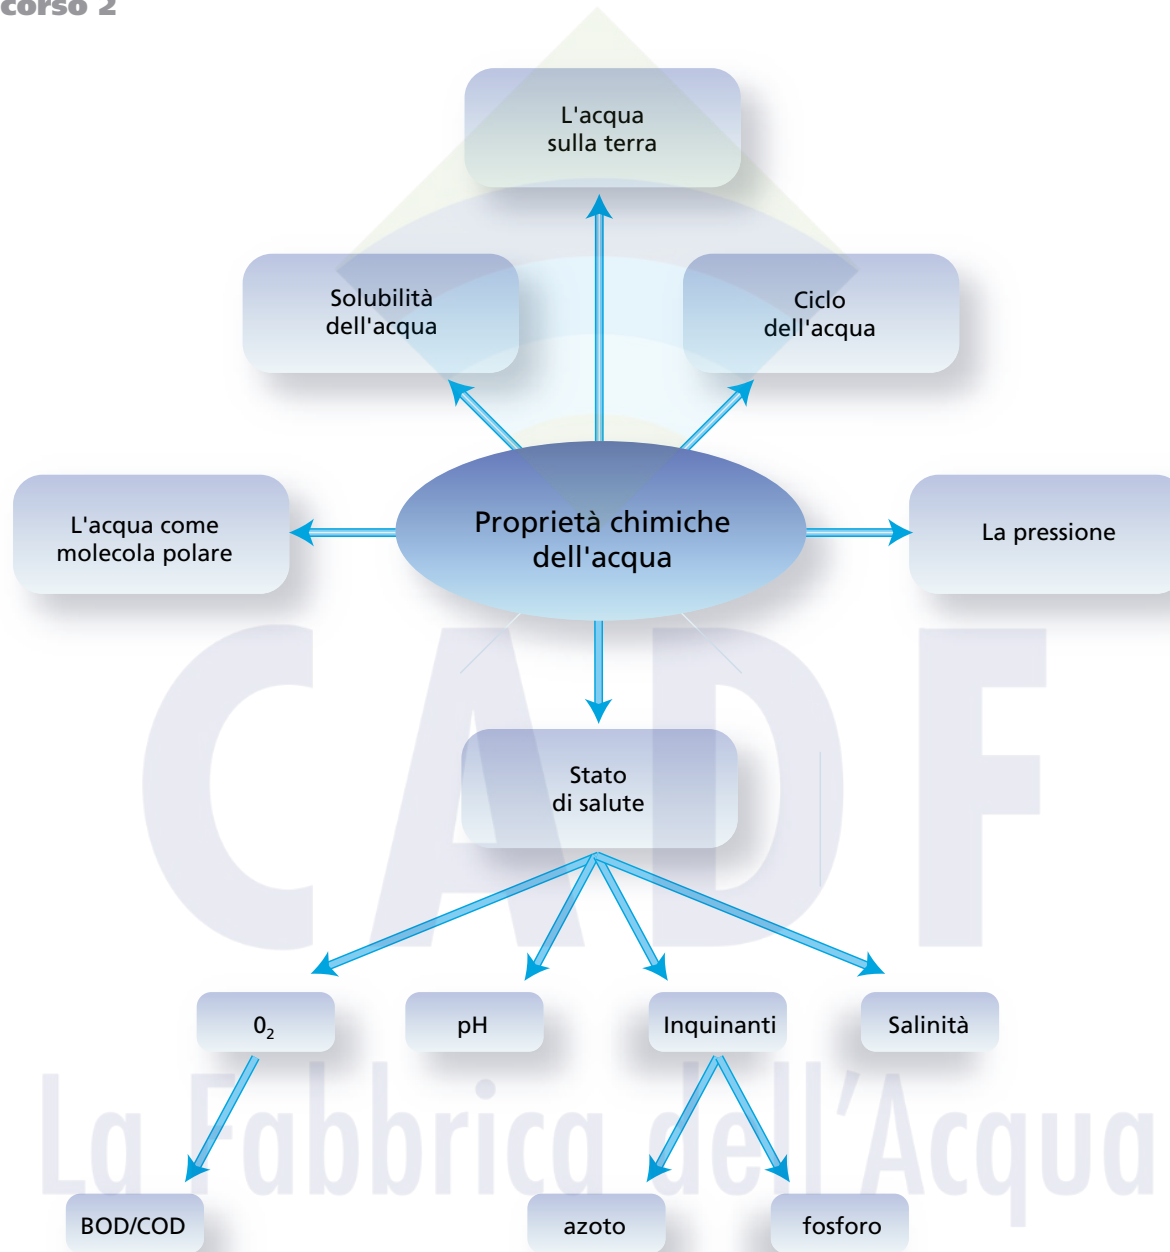 corso 2
L'acqua
sulla terra
Solubilità
dell'acqua
Ciclo
dell'acqua
L'acqua come
molecola polare
Proprietà chimiche
dell'acqua
La pressione
CADF
Stato
di salute
0₂
pH
Inquinanti
Salinità
La Fabbrica dell'Acqua
BOD/COD
azoto
fosforo